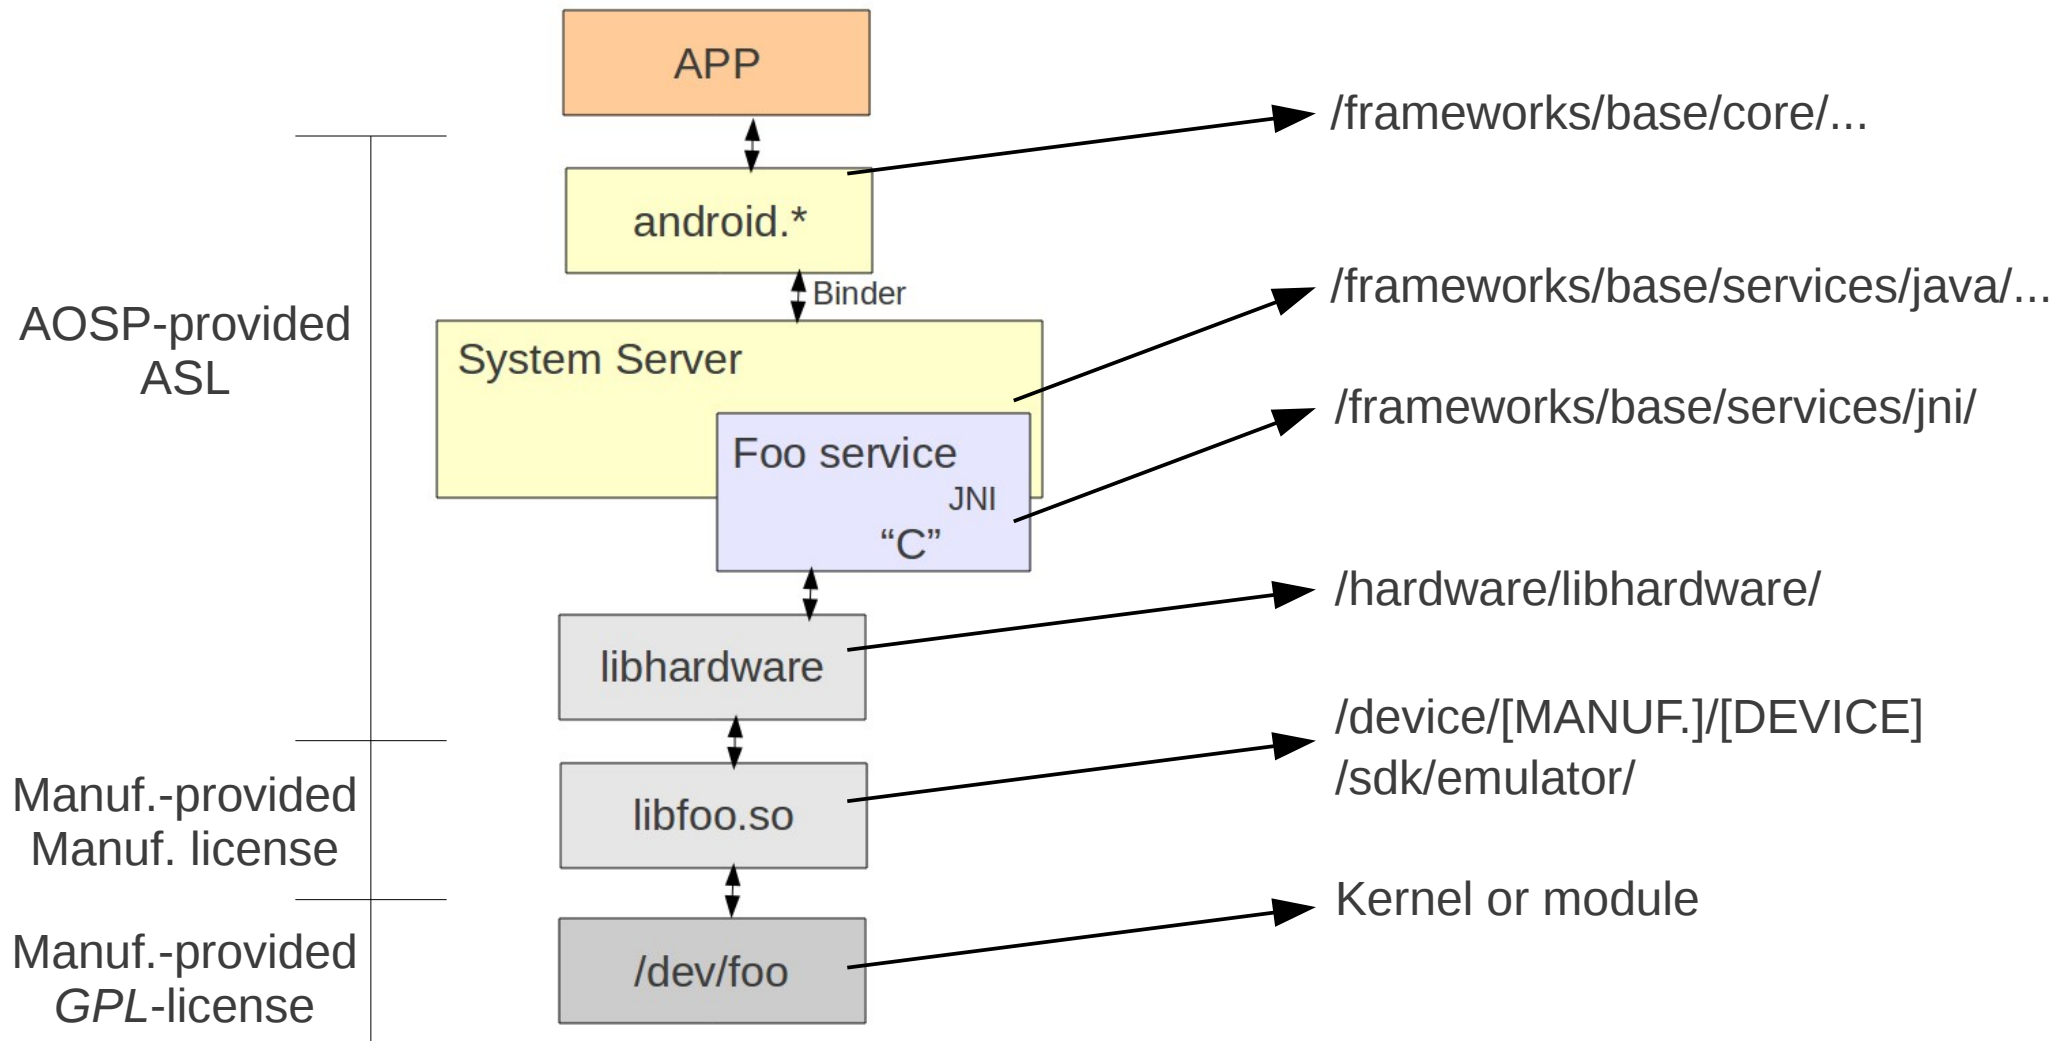 APP
/frameworks/base/core/...
android.*
Binder
/frameworks/base/services/java/...
AOSP-provided
ASL
System Server
/frameworks/base/services/jni/
Foo service
JNI
“C”
/hardware/libhardware/
libhardware
/device/[MANUF.]/[DEVICE]
/sdk/emulator/
Manuf.-provided
Manuf. license
libfoo.so
Kernel or module
Manuf.-provided
GPL-license
/dev/foo